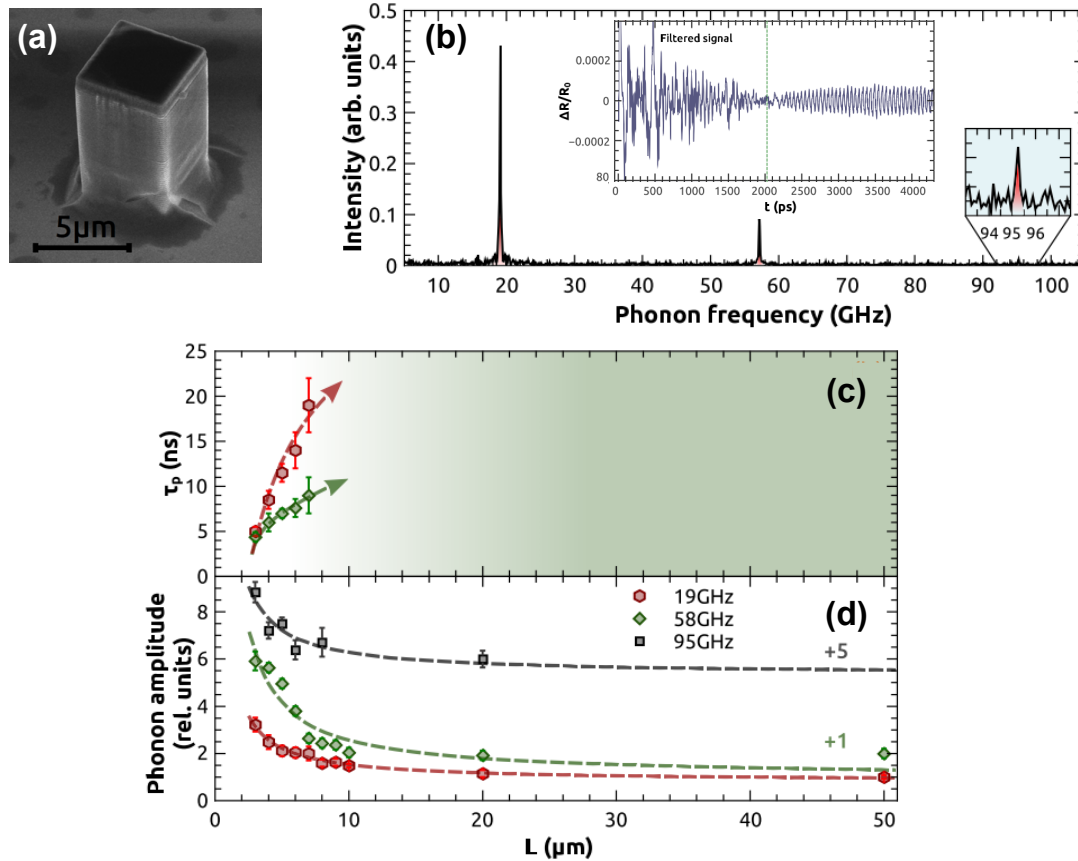 (a)
5μm
(b)
Intensity (arb. units)
0.5
0.4
0.3
0.2
0.1
0
10 20 30 40 50 60 70 80 90 100
Phonon frequency (GHz)
Filtered signal
ΔR/R₀
0.0002
0
−0.0002
80
0 500 1000 1500 2000 2500 3000 3500 4000
t (ps)
94 95 96
(c)
τₚ (ns)
25
20
15
10
5
0
(d)
Phonon amplitude
(rel. units)
8
6
4
2
0
19GHz
58GHz
95GHz
+5
+1
0 10 20 30 40 50
L (μm)